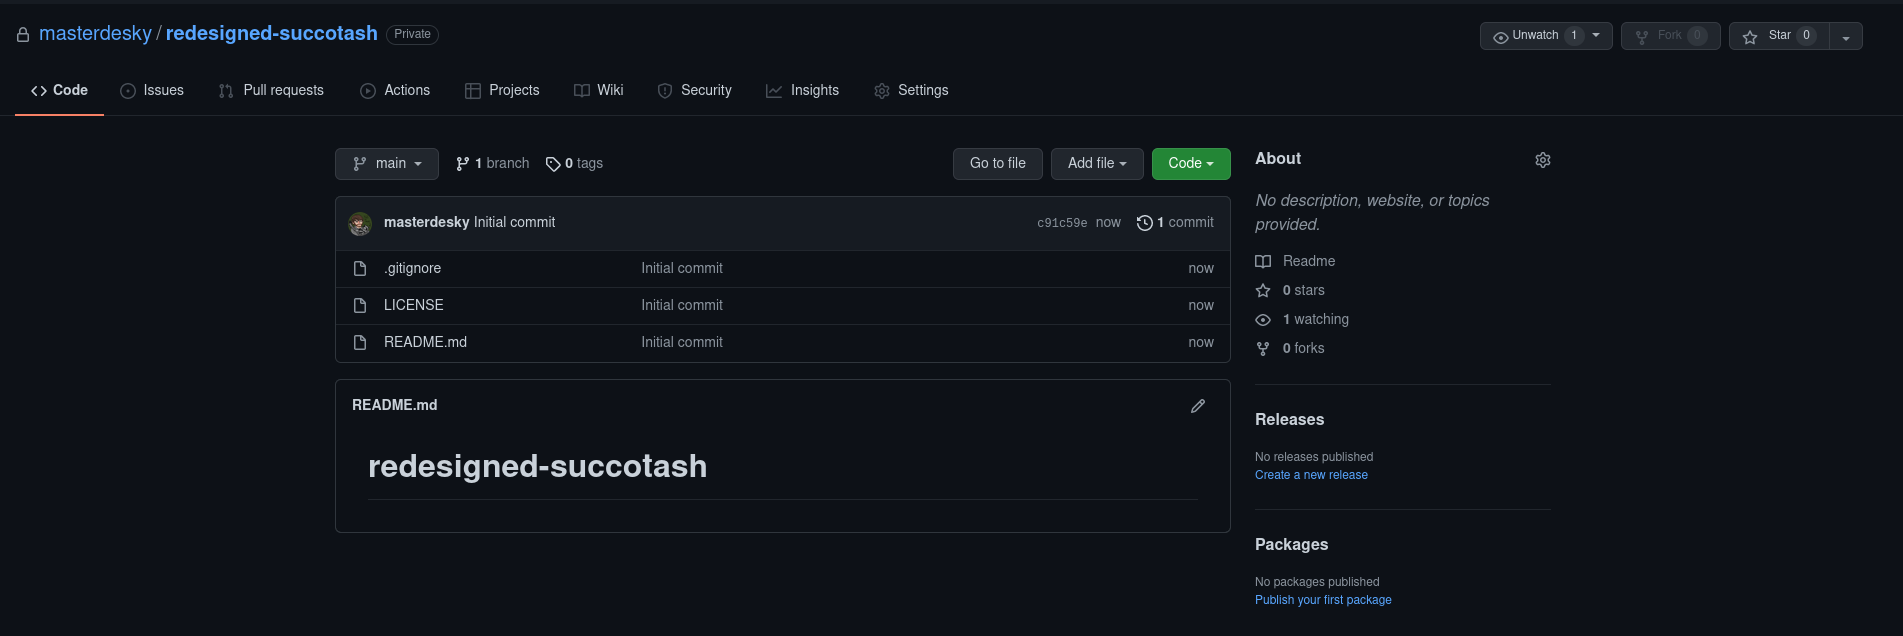 masterdesky / redesigned-succotash Private Unwatch 1 Fork 0 Star 0
Code Issues Pull requests Actions Projects Wiki Security Insights Settings
main 1 branch 0 tags Go to file Add file Code
masterdesky Initial commit c91c59e now 1 commit
.gitignore Initial commit now
LICENSE Initial commit now
README.md Initial commit now
README.md
redesigned-succotash
About
No description, website, or topics
provided.
Readme
0 stars
1 watching
0 forks
Releases
No releases published
Create a new release
Packages
No packages published
Publish your first package